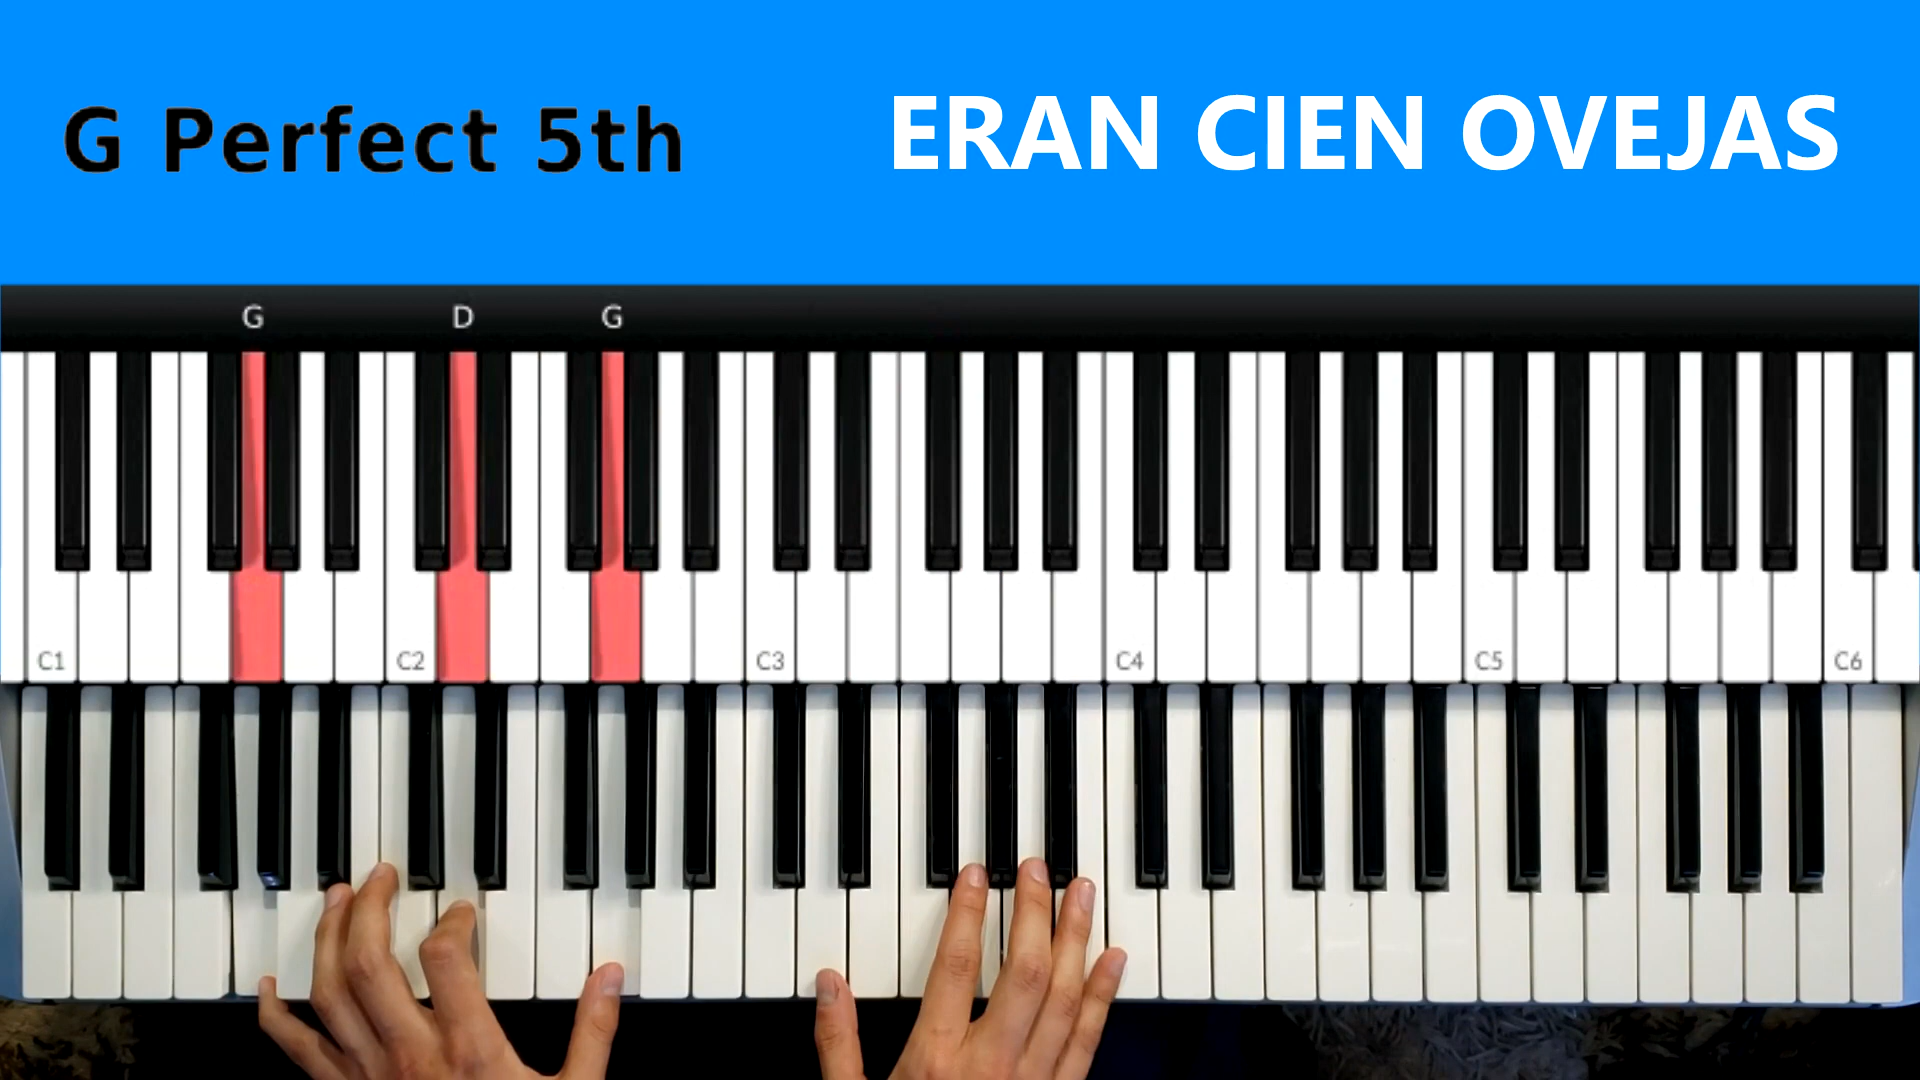 G Perfect 5th
ERAN CIEN OVEJAS
G D G
C1 C2 C3 C4 C5 C6